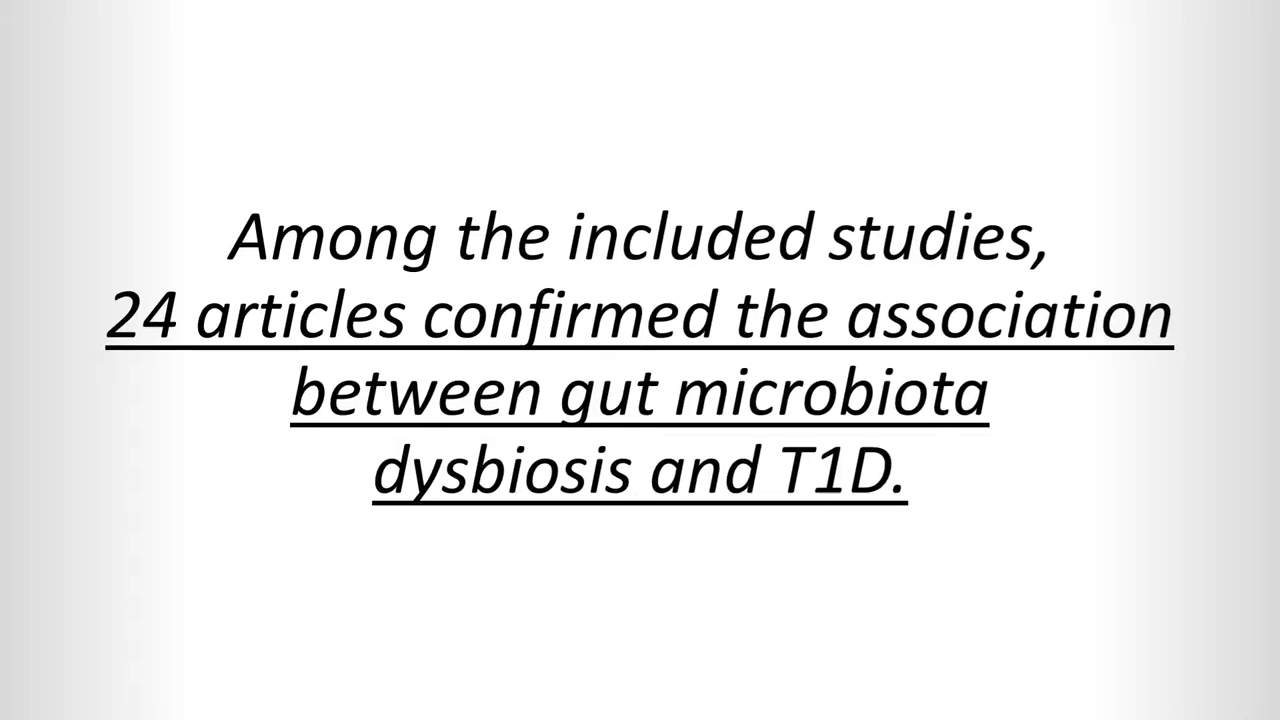 Among the included studies,
24 articles confirmed the association
between gut microbiota
dysbiosis and T1D.